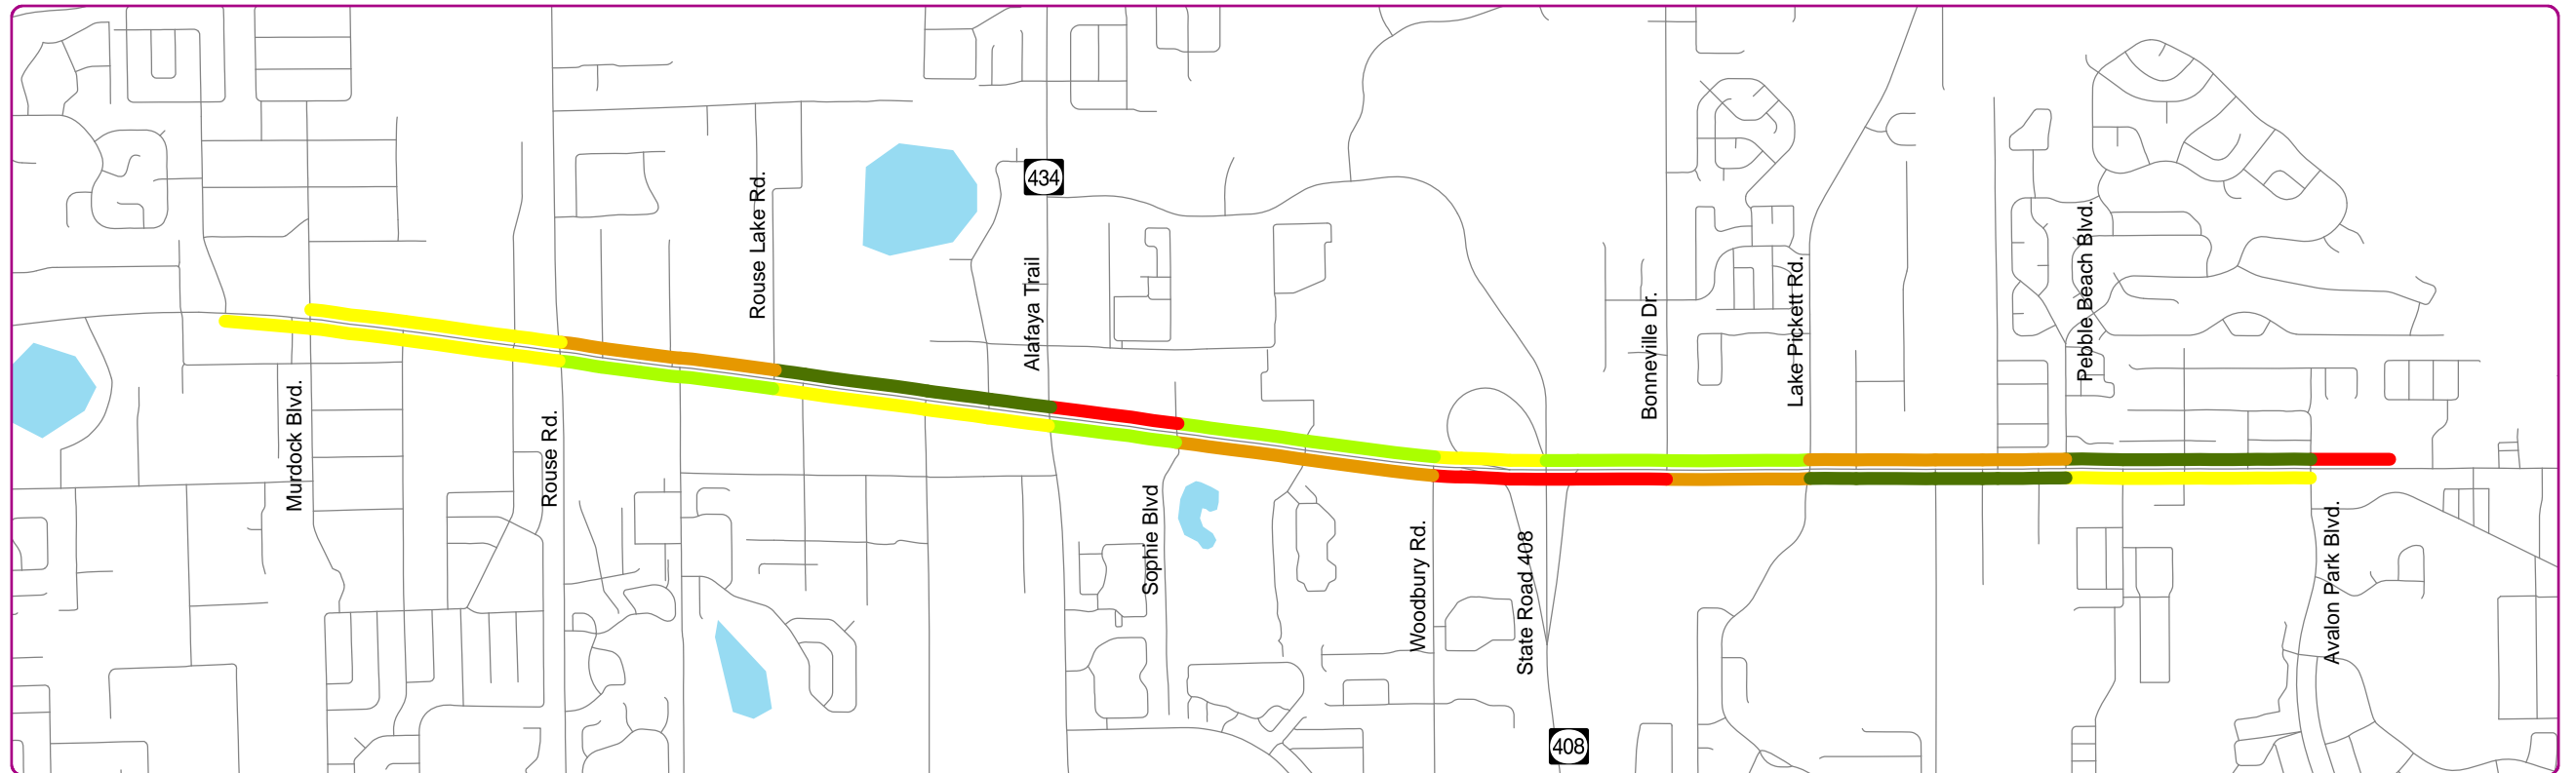 434
Rouse Lake Rd.
Alafaya Trail
Pebble Beach Blvd.
Lake Pickett Rd.
Bonneville Dr.
Murdock Blvd.
Rouse Rd.
Sophie Blvd
Woodbury Rd.
State Road 408
Avalon Park Blvd.
408